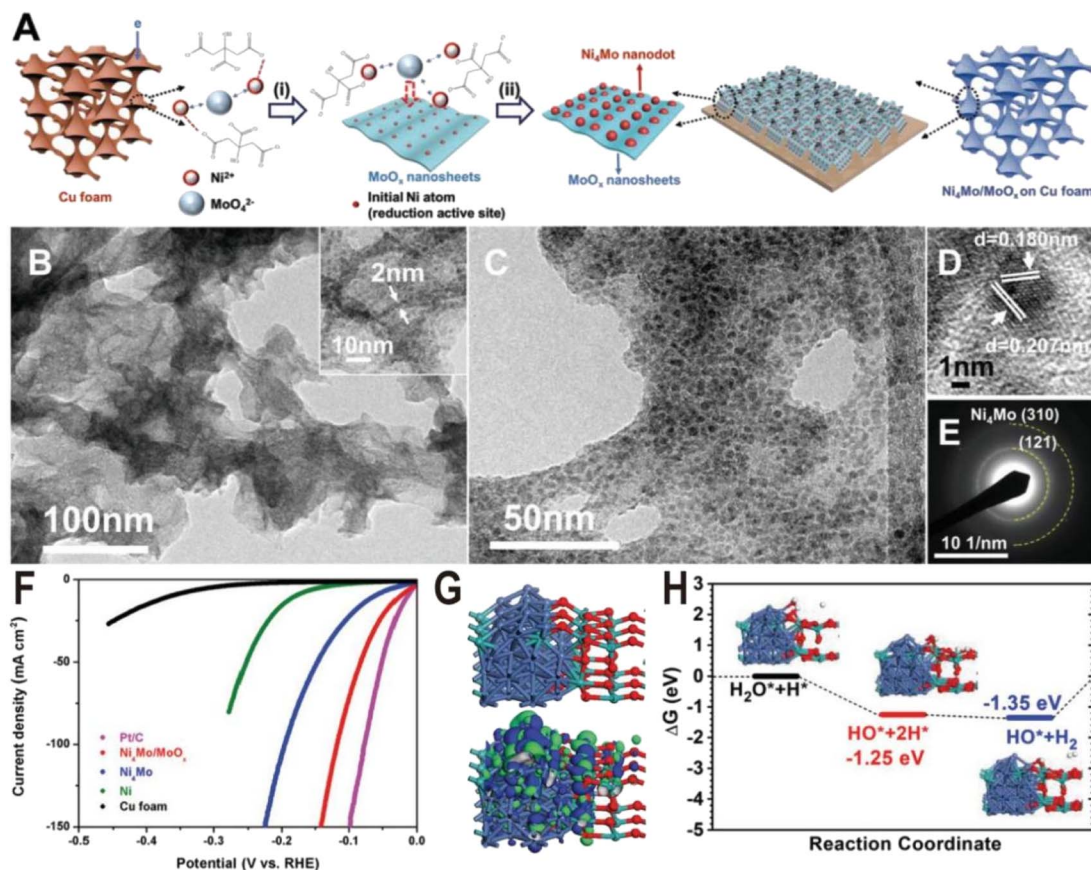 A
e
(i)
(ii)
Ni₄Mo nanodot
Cu foam
Ni²⁺
MoO₄²⁻
MoOₓ nanosheets
Initial Ni atom
(reduction active site)
MoOₓ nanosheets
Ni₄Mo/MoOₓ on Cu foam
B
2nm
10nm
100nm
C
50nm
D
d=0.180nm
d=0.207nm
1nm
E
Ni₄Mo (310)
(121)
10 1/nm
F
Current density (mA cm⁻²)
0
-50
-100
-150
Pt/C
Ni₄Mo/MoOₓ
Ni₄Mo
Ni
Cu foam
-0.5 -0.4 -0.3 -0.2 -0.1 0.0
Potential (V vs. RHE)
G
H
ΔG (eV)
3
2
1
0
-1
-2
-3
-4
-5
H₂O*+H*
HO*+2H*
-1.25 eV
-1.35 eV
HO*+H₂
Reaction Coordinate